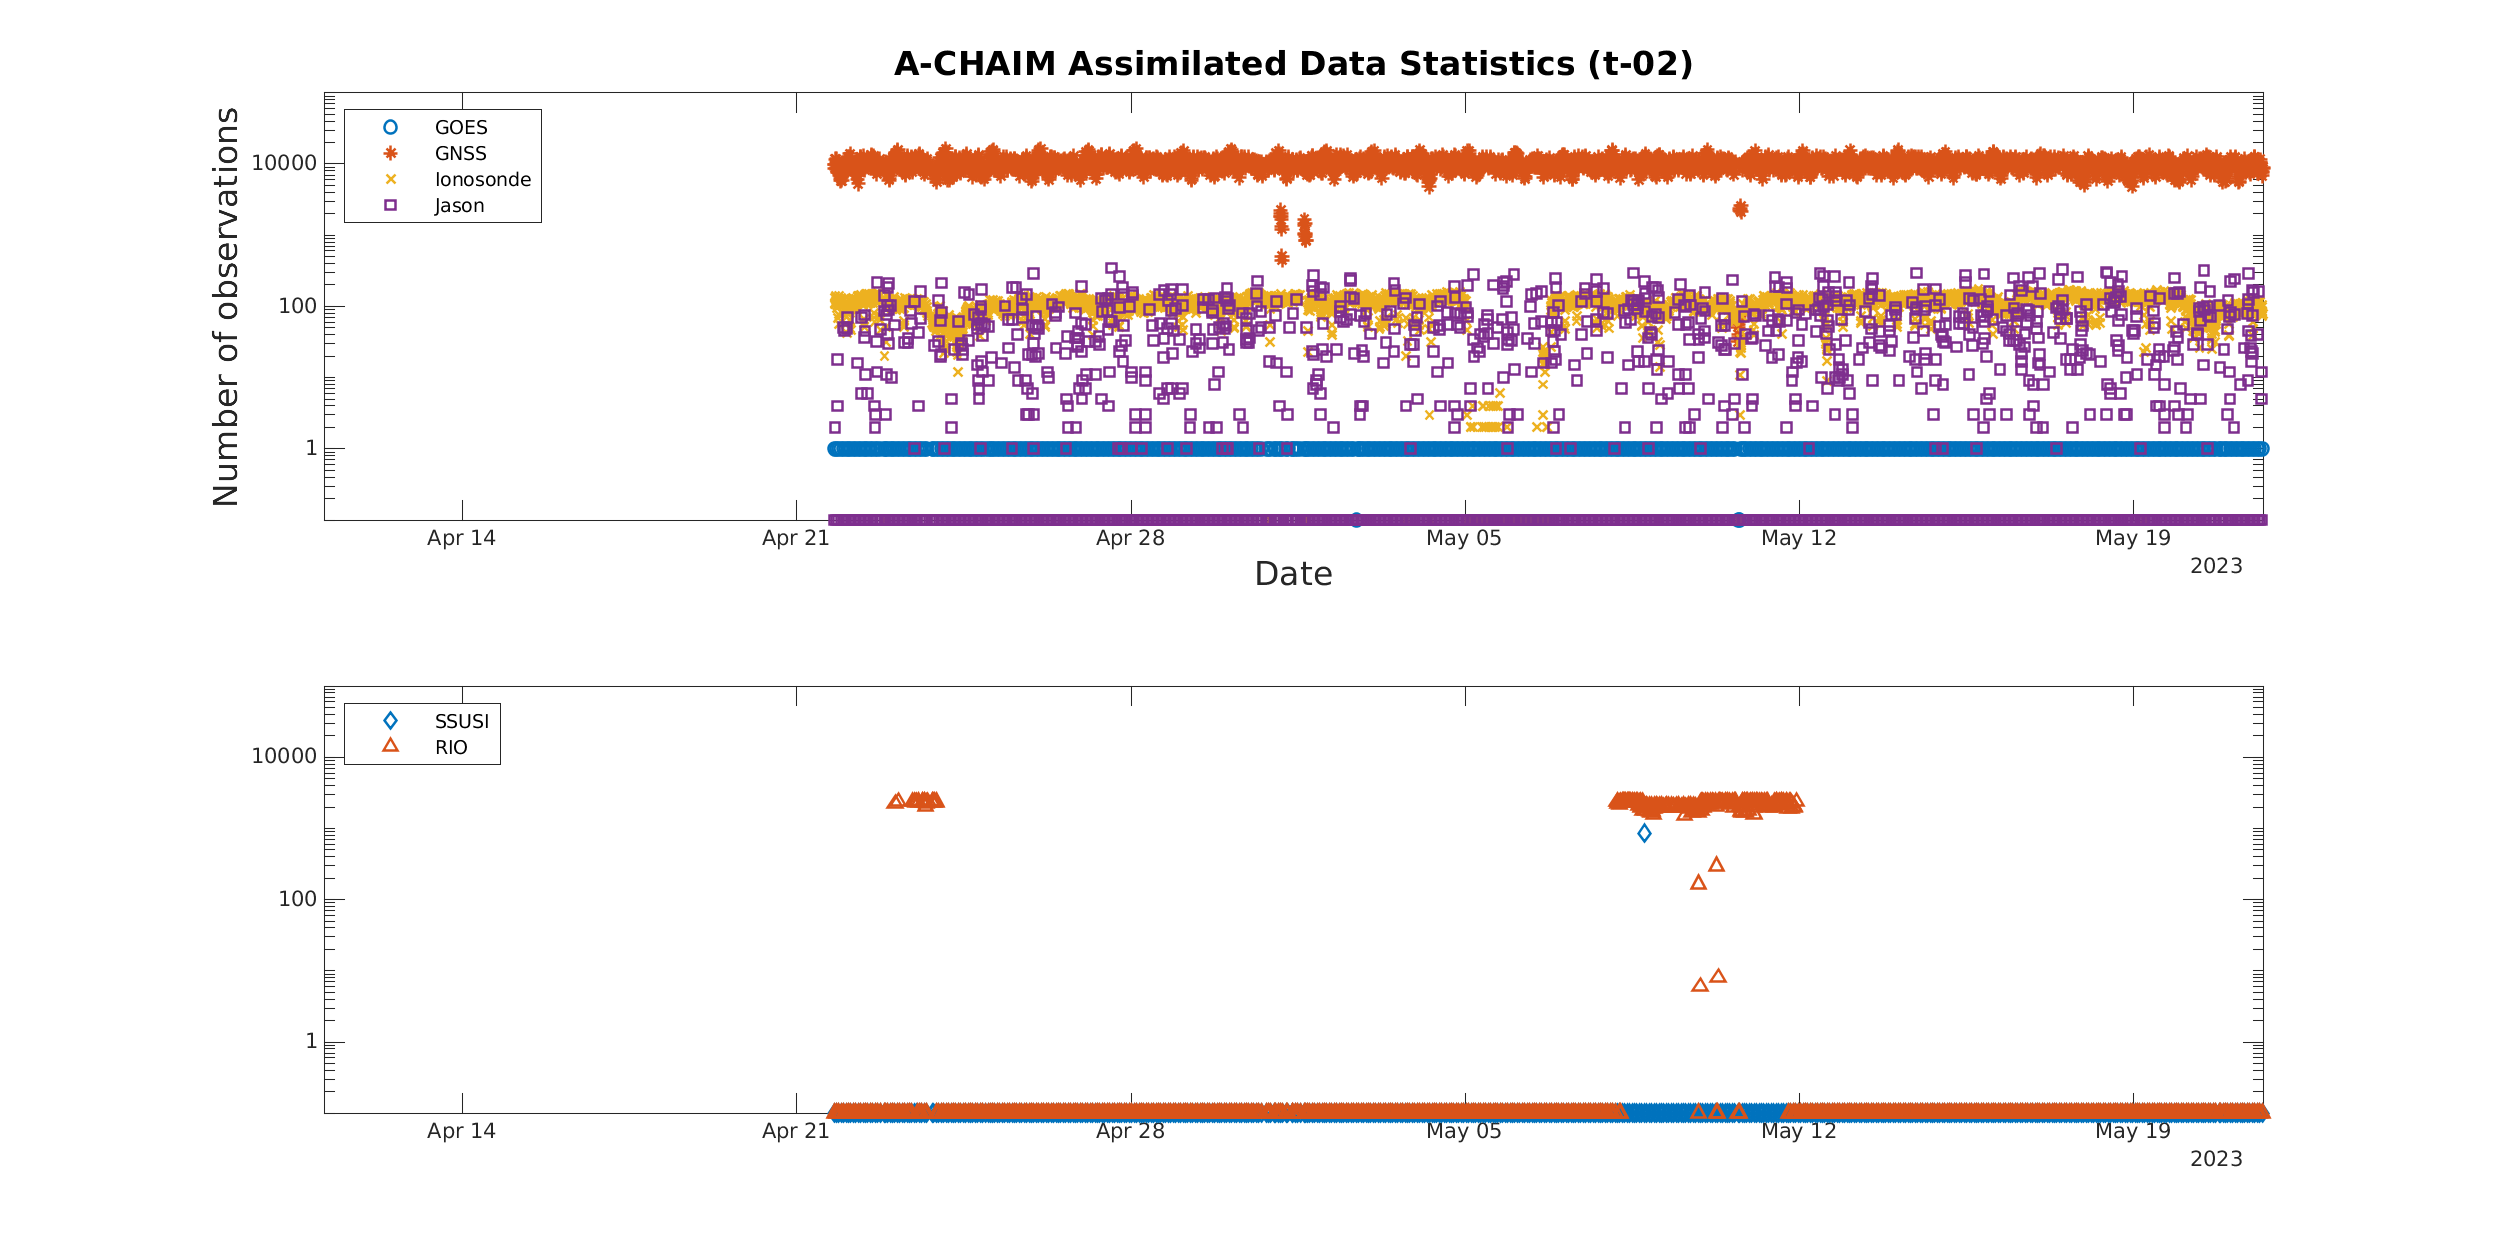 A-CHAIM Assimilated Data Statistics (t-02)
Number of observations
10000
100
1
GOES
GNSS
Ionosonde
Jason
Apr 14
Apr 21
Apr 28
May 05
May 12
May 19
2023
Date
10000
100
1
SSUSI
RIO
Apr 14
Apr 21
Apr 28
May 05
May 12
May 19
2023